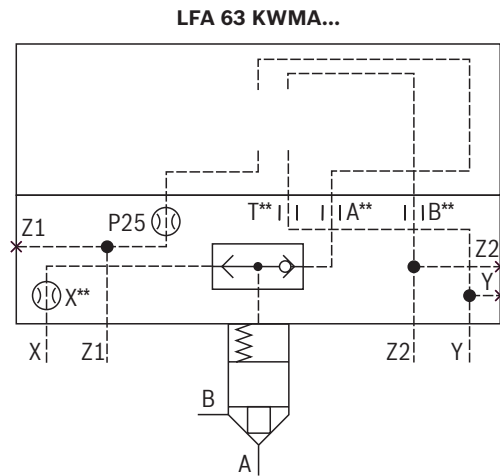 LFA 63 KWMA...
T** A** B**
P25
Z1
Z2
X** Y
X Z1 Z2 Y
B
A